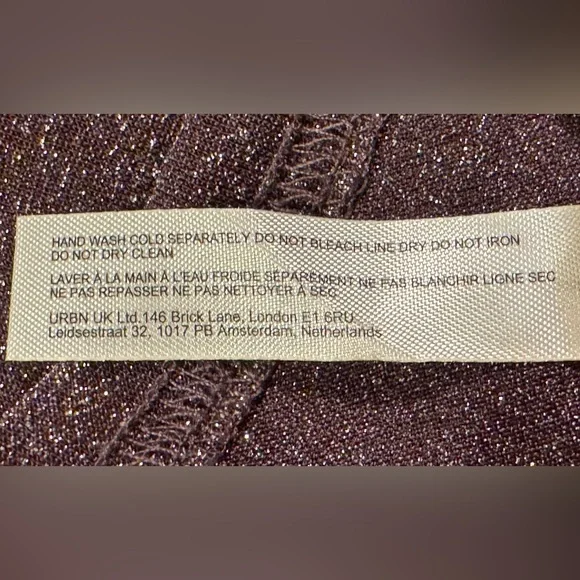 HAND WASH COLD SEPARATELY DO NOT BLEACH LINE DRY DO NOT IRON
DO NOT DRY CLEAN
LAVER À LA MAIN À L'EAU FROIDE SÉPARÉMENT NE PAS BLANCHIR LIGNE SEC
NE PAS REPASSER NE PAS NETTOYER À SEC
URBN UK Ltd.146 Brick Lane, London E1 6RU
Leidsestraat 32, 1017 PB Amsterdam, Netherlands